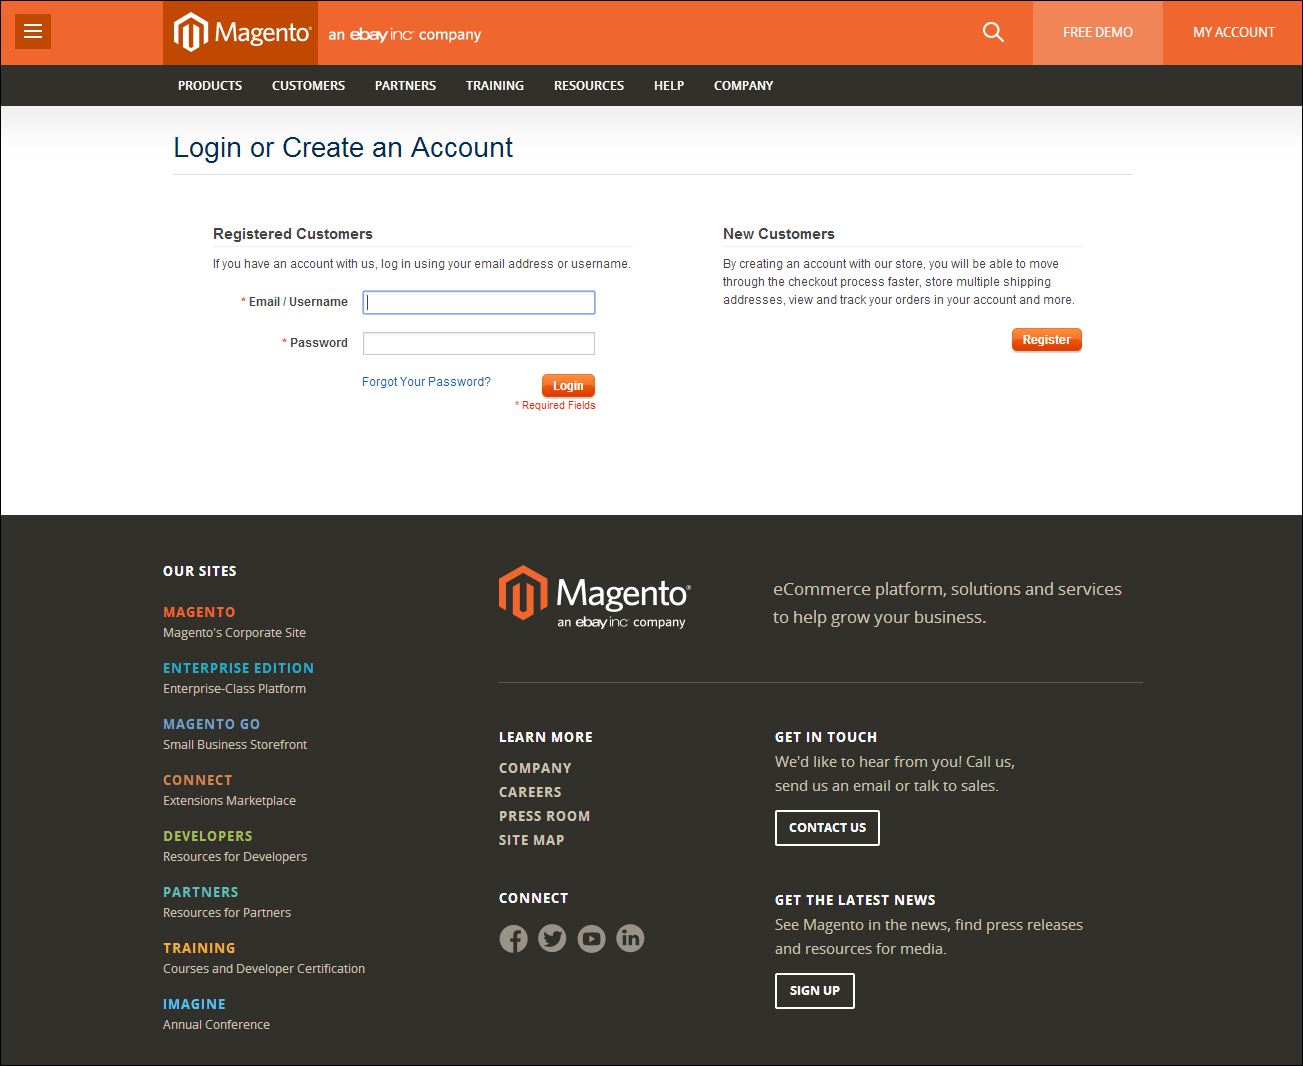 Magento® an ebay inc company
FREE DEMO
MY ACCOUNT
PRODUCTS CUSTOMERS PARTNERS TRAINING RESOURCES HELP COMPANY
Login or Create an Account
Registered Customers
If you have an account with us, log in using your email address or username.
* Email / Username
* Password
Forgot Your Password?
Login
* Required Fields
New Customers
By creating an account with our store, you will be able to move
through the checkout process faster, store multiple shipping
addresses, view and track your orders in your account and more.
Register
OUR SITES
MAGENTO
Magento's Corporate Site
ENTERPRISE EDITION
Enterprise-Class Platform
MAGENTO GO
Small Business Storefront
CONNECT
Extensions Marketplace
DEVELOPERS
Resources for Developers
PARTNERS
Resources for Partners
TRAINING
Courses and Developer Certification
IMAGINE
Annual Conference
Magento®
an ebay inc company
eCommerce platform, solutions and services
to help grow your business.
LEARN MORE
COMPANY
CAREERS
PRESS ROOM
SITE MAP
CONNECT
GET IN TOUCH
We'd like to hear from you! Call us,
send us an email or talk to sales.
CONTACT US
GET THE LATEST NEWS
See Magento in the news, find press releases
and resources for media.
SIGN UP